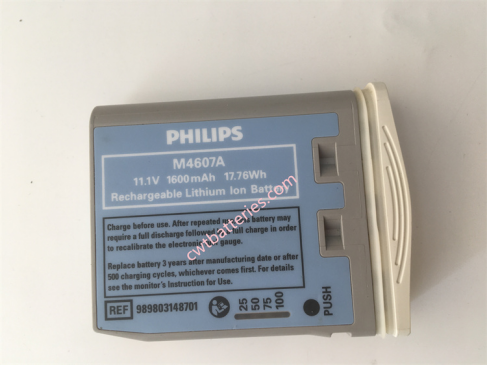 PHILIPS
M4607A
11.1V 1600mAh 17.76Wh
Rechargeable Lithium Ion Battery
Charge before use. After repeated use, battery may
require a full discharge followed by full charge in order
to recalibrate the electronic fuel gauge.
Replace battery 3 years after manufacturing date or after
500 charging cycles, whichever comes first. For details
see the monitor's Instruction for Use.
REF 989803148701
25
50
75
100
PUSH
cwtbatteries.com